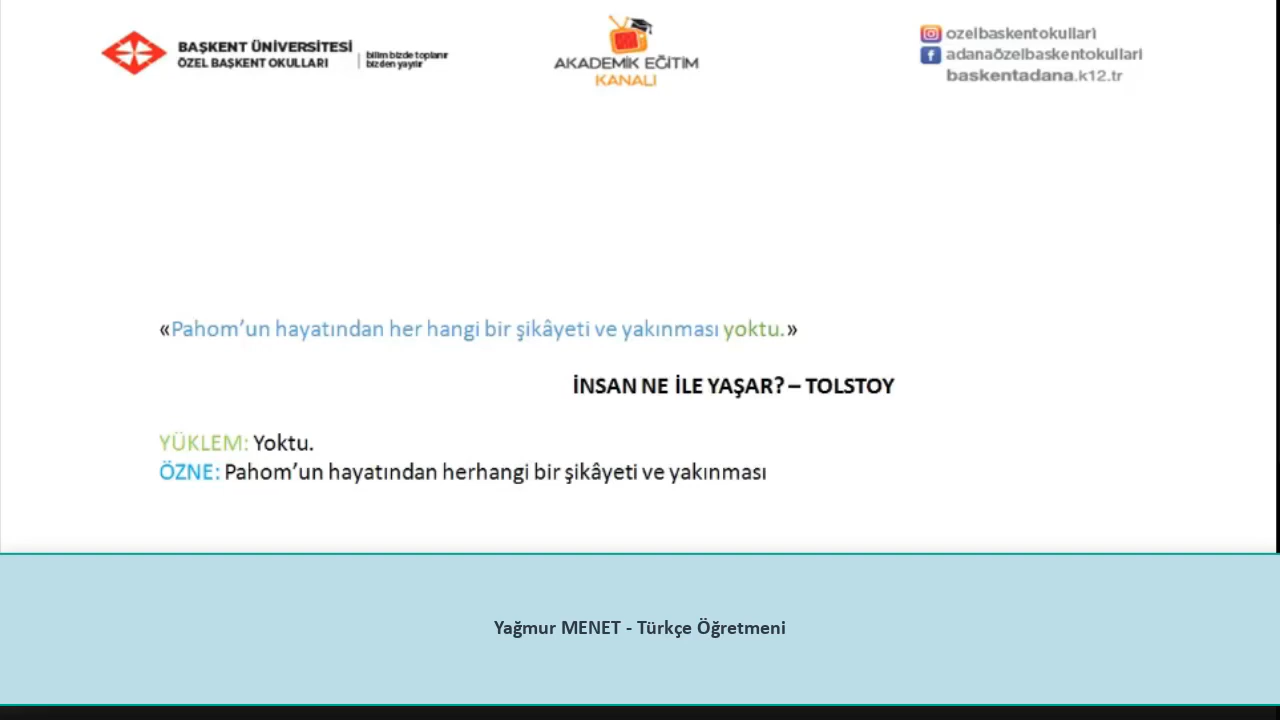 BAŞKENT ÜNİVERSİTESİ
ÖZEL BAŞKENT OKULLARI
bilim bizde toplanır
bizden yayılır
AKADEMİK EĞİTİM
KANALI
ozelbaskentokulları
adanaözelbaskentokullari
baskentadana.k12.tr
«Pahom’un hayatından her hangi bir şikâyeti ve yakınması yoktu.»
İNSAN NE İLE YAŞAR? – TOLSTOY
YÜKLEM: Yoktu.
ÖZNE: Pahom’un hayatından herhangi bir şikâyeti ve yakınması
Yağmur MENET - Türkçe Öğretmeni